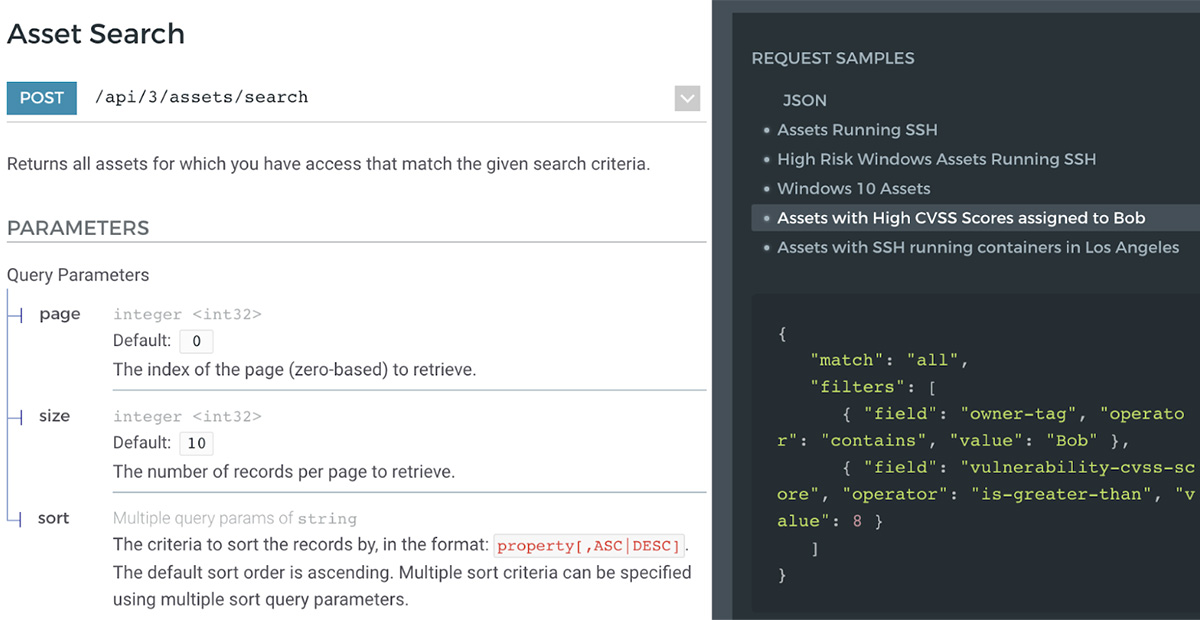 Asset Search
POST /api/3/assets/search
Returns all assets for which you have access that match the given search criteria.
PARAMETERS
Query Parameters
page integer <int32>
Default: 0
The index of the page (zero-based) to retrieve.
size integer <int32>
Default: 10
The number of records per page to retrieve.
sort Multiple query params of string
The criteria to sort the records by, in the format: property[,ASC|DESC].
The default sort order is ascending. Multiple sort criteria can be specified
using multiple sort query parameters.
REQUEST SAMPLES
JSON
• Assets Running SSH
• High Risk Windows Assets Running SSH
• Windows 10 Assets
• Assets with High CVSS Scores assigned to Bob
• Assets with SSH running containers in Los Angeles
{
"match": "all",
"filters": [
{ "field": "owner-tag", "operato
r": "contains", "value": "Bob" },
{ "field": "vulnerability-cvss-sc
ore", "operator": "is-greater-than", "v
alue": 8 }
]
}